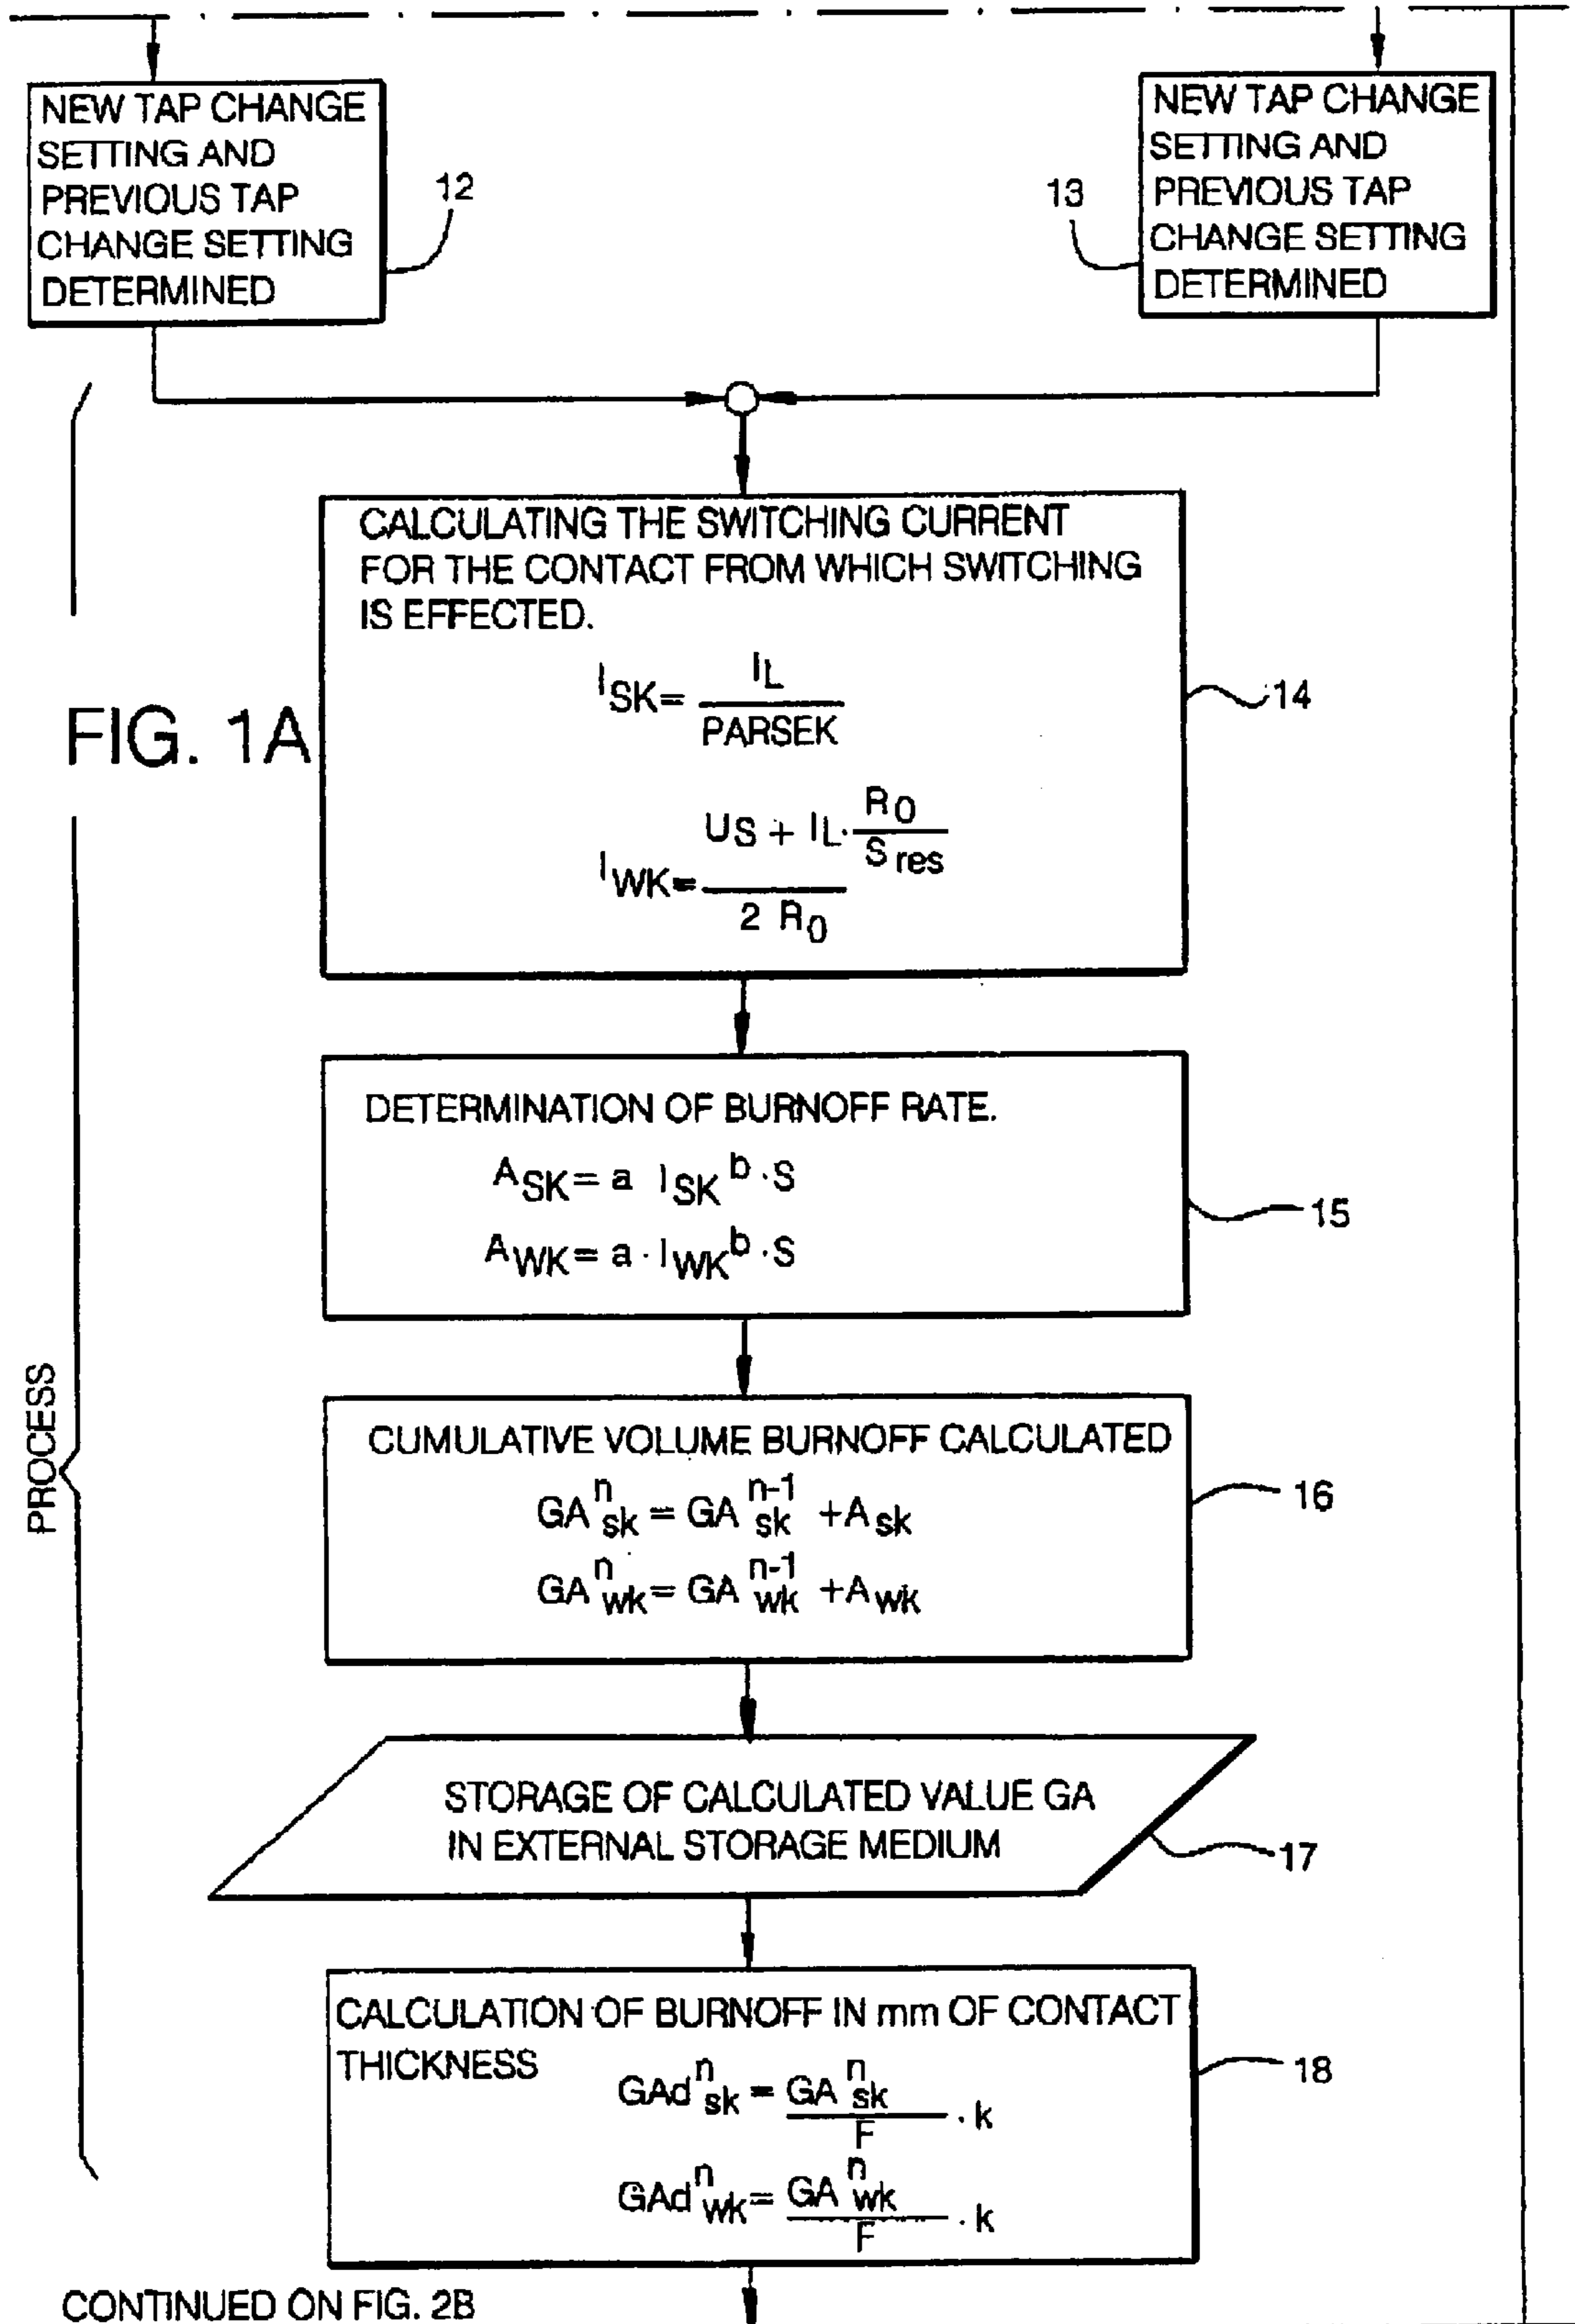 NEW TAP CHANGE
SETTING AND
PREVIOUS TAP
CHANGE SETTING
DETERMINED
12
NEW TAP CHANGE
SETTING AND
PREVIOUS TAP
CHANGE SETTING
DETERMINED
13
CALCULATING THE SWITCHING CURRENT
FOR THE CONTACT FROM WHICH SWITCHING
IS EFFECTED.
I_SK = I_L / PARSEK
I_WK = (U_S + I_L · R_0 / S_res) / 2 R_0
14
FIG. 1A
DETERMINATION OF BURNOFF RATE.
A_SK = a I_SK^b · S
A_WK = a · I_WK^b · S
15
PROCESS
CUMULATIVE VOLUME BURNOFF CALCULATED
GA^n_sk = GA^n-1_sk + A_sk
GA^n_wk = GA^n-1_wk + A_wk
16
STORAGE OF CALCULATED VALUE GA
IN EXTERNAL STORAGE MEDIUM
17
CALCULATION OF BURNOFF IN mm OF CONTACT
THICKNESS
GAd^n_sk = GA^n_sk / F · k
GAd^n_wk = GA^n_wk / F · k
18
CONTINUED ON FIG. 2B